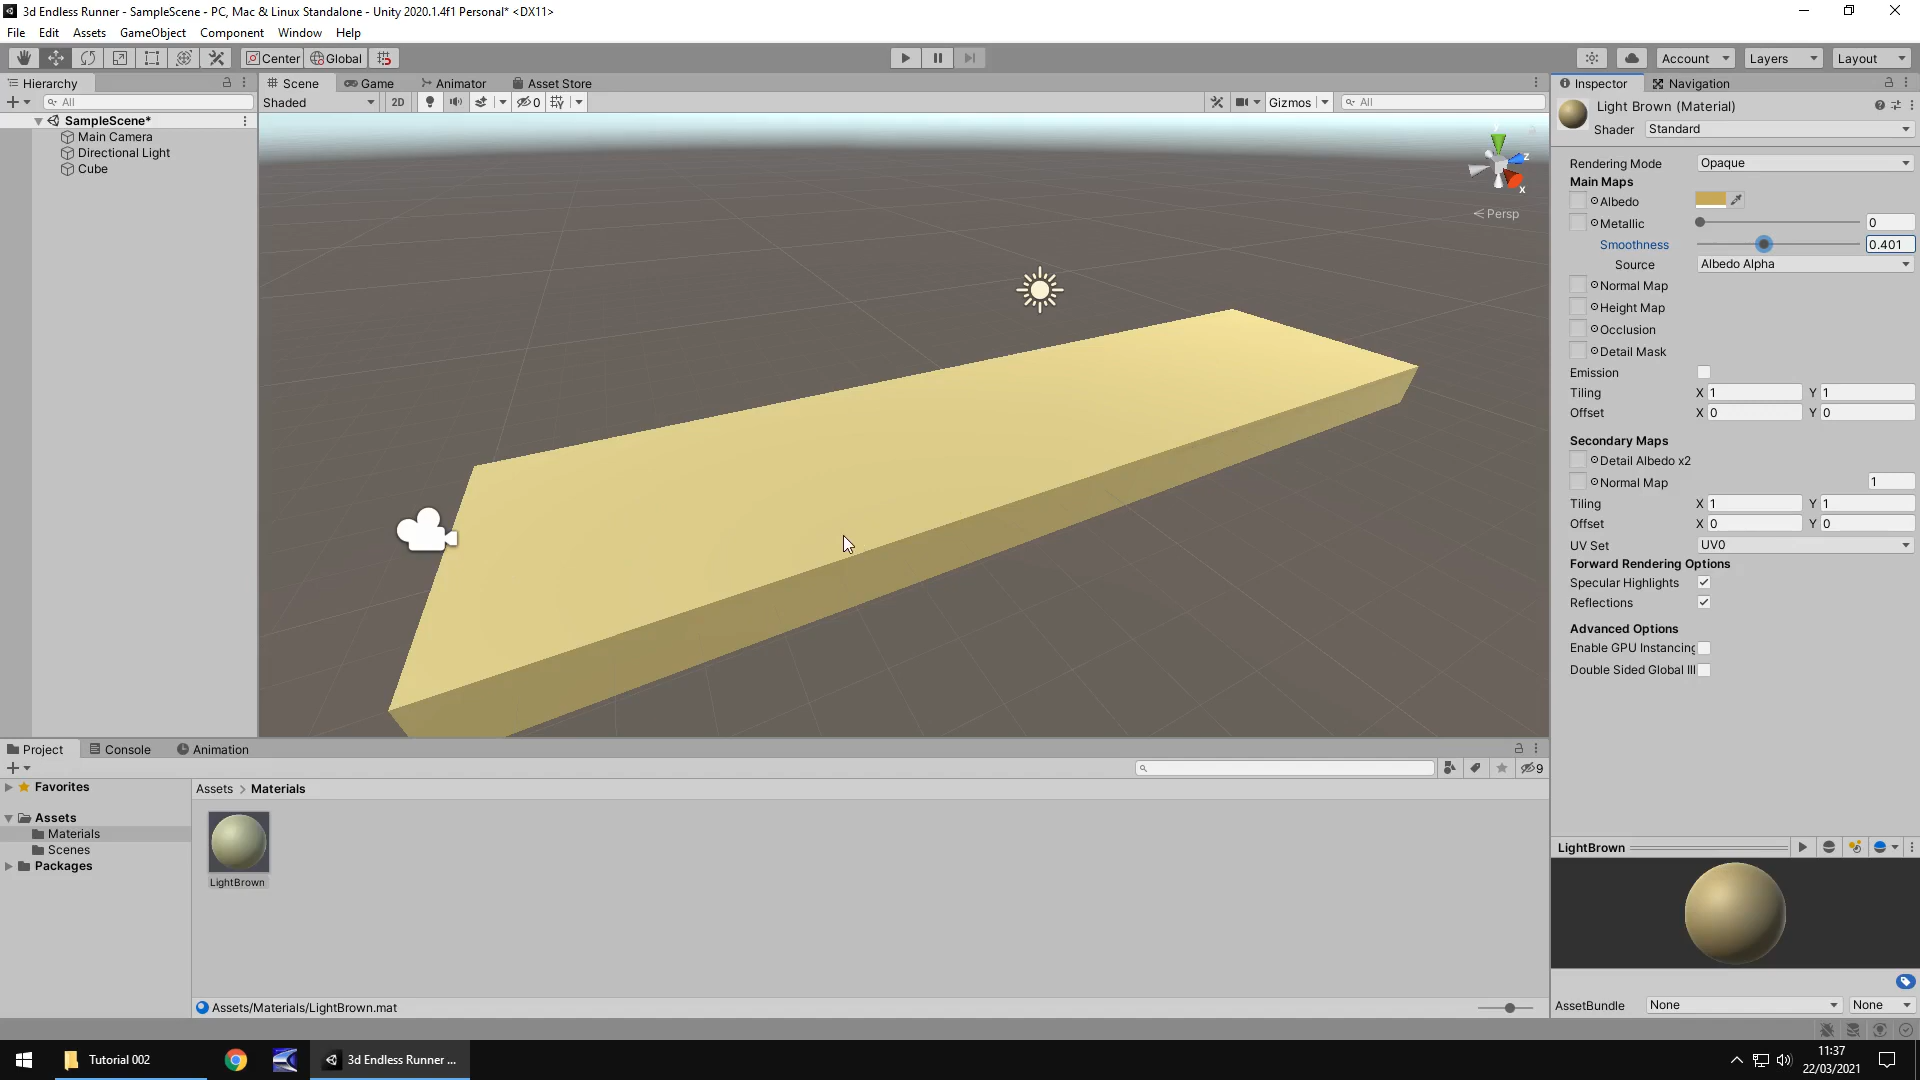 3d Endless Runner - SampleScene - PC, Mac & Linux Standalone - Unity 2020.1.4f1 Personal* <DX11>
File Edit Assets GameObject Component Window Help
Center Global Account Layers Layout
Hierarchy
All
SampleScene*
Main Camera
Directional Light
Cube
Scene Game Animator Asset Store
Shaded 2D 0 Gizmos All
y
z
x
Persp
Inspector Navigation
Light Brown (Material)
Shader Standard
Rendering Mode Opaque
Main Maps
Albedo
Metallic 0
Smoothness 0.401
Source Albedo Alpha
Normal Map
Height Map
Occlusion
Detail Mask
Emission
Tiling X 1 Y 1
Offset X 0 Y 0
Secondary Maps
Detail Albedo x2
Normal Map 1
Tiling X 1 Y 1
Offset X 0 Y 0
UV Set UV0
Forward Rendering Options
Specular Highlights
Reflections
Advanced Options
Enable GPU Instancing
Double Sided Global Ill
Project Console Animation
9
Favorites
Assets
Materials
Scenes
Packages
Assets > Materials
LightBrown
Assets/Materials/LightBrown.mat
LightBrown
AssetBundle None None
Tutorial 002
3d Endless Runner ...
11:37
22/03/2021